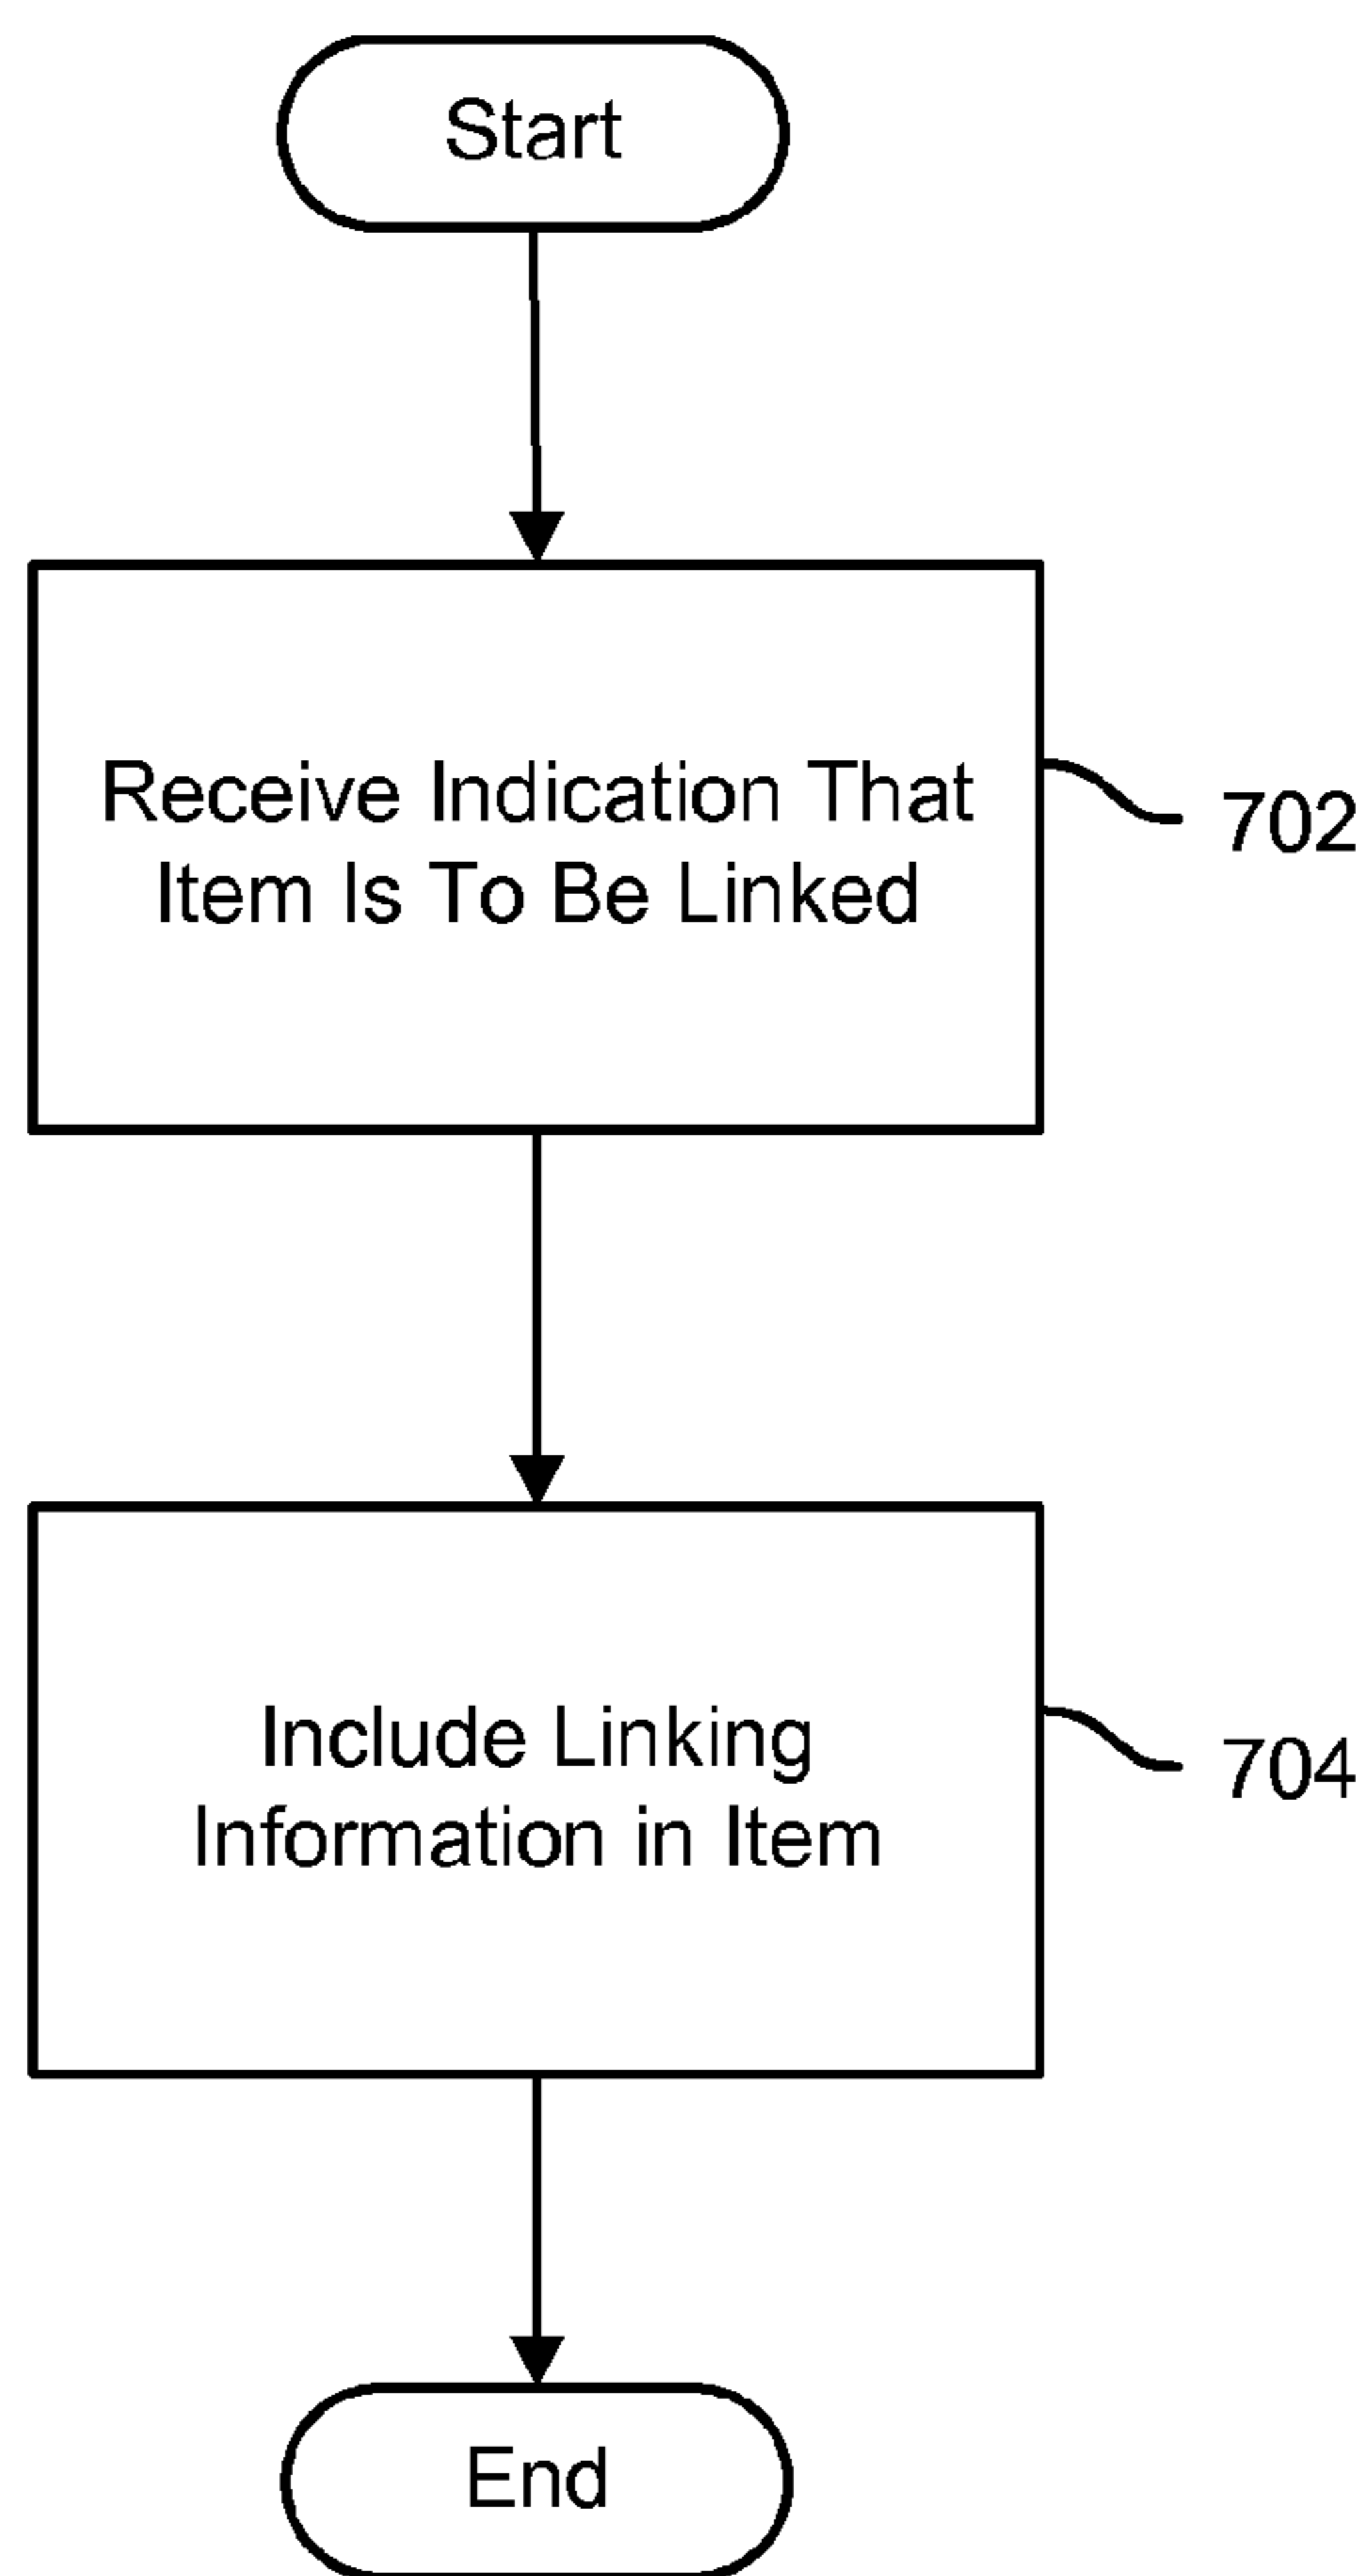 Start
Receive Indication That
Item Is To Be Linked
702
Include Linking
Information in Item
704
End